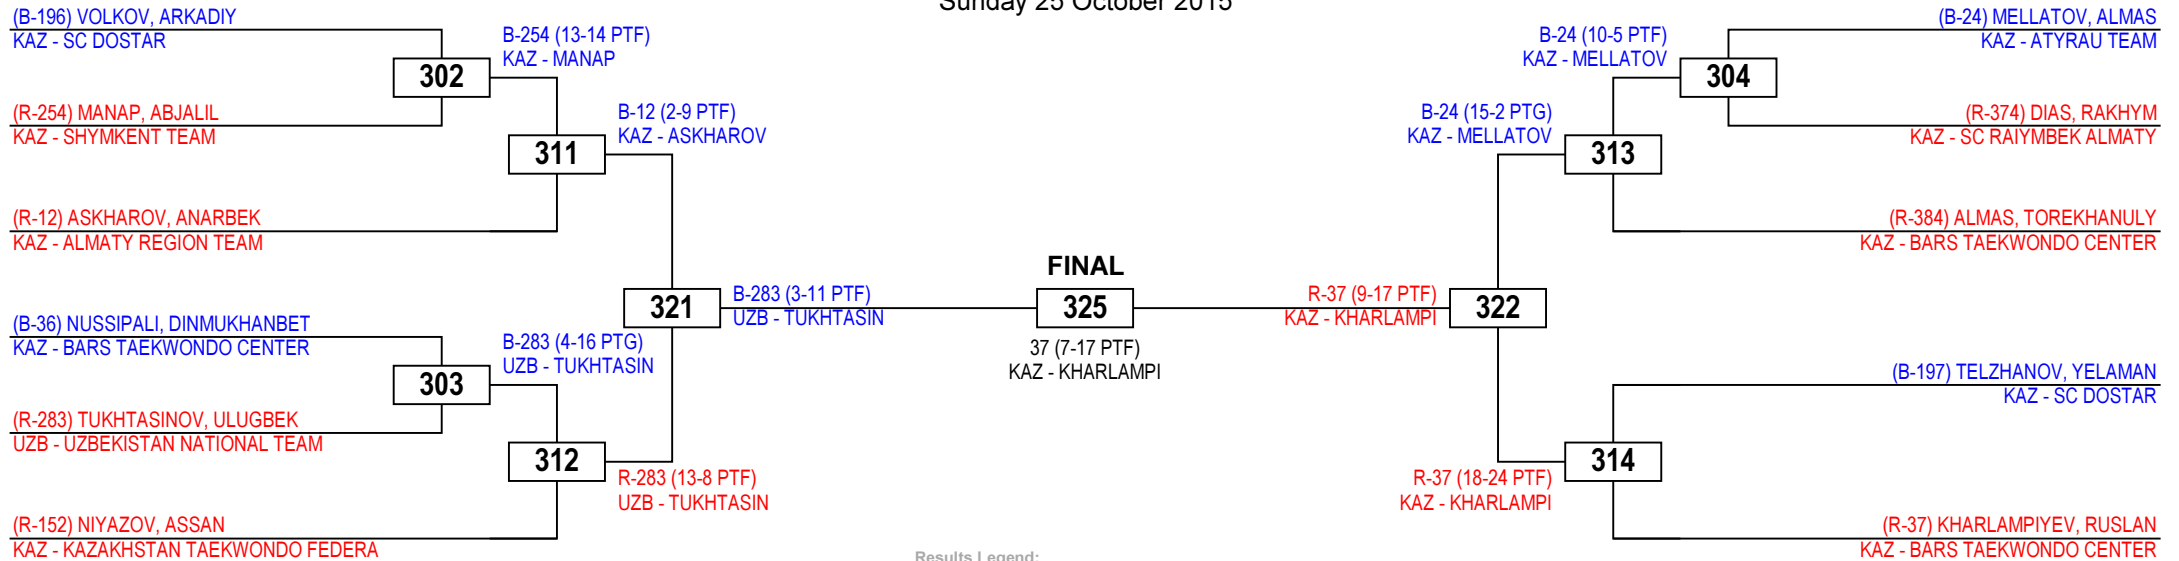 Sunday 25 October 2015
(B-196) VOLKOV, ARKADIY
KAZ - SC DOSTAR
302
(R-254) MANAP, ABJALIL
KAZ - SHYMKENT TEAM
B-254 (13-14 PTF)
KAZ - MANAP
311
(R-12) ASKHAROV, ANARBEK
KAZ - ALMATY REGION TEAM
B-12 (2-9 PTF)
KAZ - ASKHAROV
321
B-283 (3-11 PTF)
UZB - TUKHTASIN
(B-36) NUSSIPALI, DINMUKHANBET
KAZ - BARS TAEKWONDO CENTER
303
(R-283) TUKHTASINOV, ULUGBEK
UZB - UZBEKISTAN NATIONAL TEAM
B-283 (4-16 PTG)
UZB - TUKHTASIN
312
R-283 (13-8 PTF)
UZB - TUKHTASIN
(R-152) NIYAZOV, ASSAN
KAZ - KAZAKHSTAN TAEKWONDO FEDERA
FINAL
325
37 (7-17 PTF)
KAZ - KHARLAMPI
(B-24) MELLATOV, ALMAS
KAZ - ATYRAU TEAM
304
(R-374) DIAS, RAKHYM
KAZ - SC RAIYMBEK ALMATY
B-24 (10-5 PTF)
KAZ - MELLATOV
313
(R-384) ALMAS, TOREKHANULY
KAZ - BARS TAEKWONDO CENTER
B-24 (15-2 PTG)
KAZ - MELLATOV
322
R-37 (9-17 PTF)
KAZ - KHARLAMPI
(B-197) TELZHANOV, YELAMAN
KAZ - SC DOSTAR
314
R-37 (18-24 PTF)
KAZ - KHARLAMPI
(R-37) KHARLAMPIYEV, RUSLAN
KAZ - BARS TAEKWONDO CENTER
Results Legend: